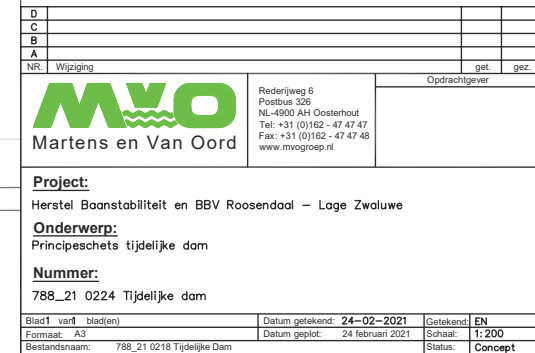 D
C
B
A
NR. Wijziging get. gez.
Opdrachtgever
MVO
Martens en Van Oord
Rederijweg 6
Postbus 326
NL-4900 AH Oosterhout
Tel: +31 (0)162 - 47 47 47
Fax: +31 (0)162 - 47 47 48
www.mvogroep.nl
Project:
Herstel Baanstabiliteit en BBV Roosendaal – Lage Zwaluwe
Onderwerp:
Principeschets tijdelijke dam
Nummer:
788_21 0224 Tijdelijke dam
Blad 1 van 1 blad(en) Datum getekend: 24-02-2021 Getekend: EN
Formaat: A3 Datum geplot: 24 februari 2021 Schaal: 1:200
Bestandsnaam: 788_21 0218 Tijdelijke Dam Status: Concept